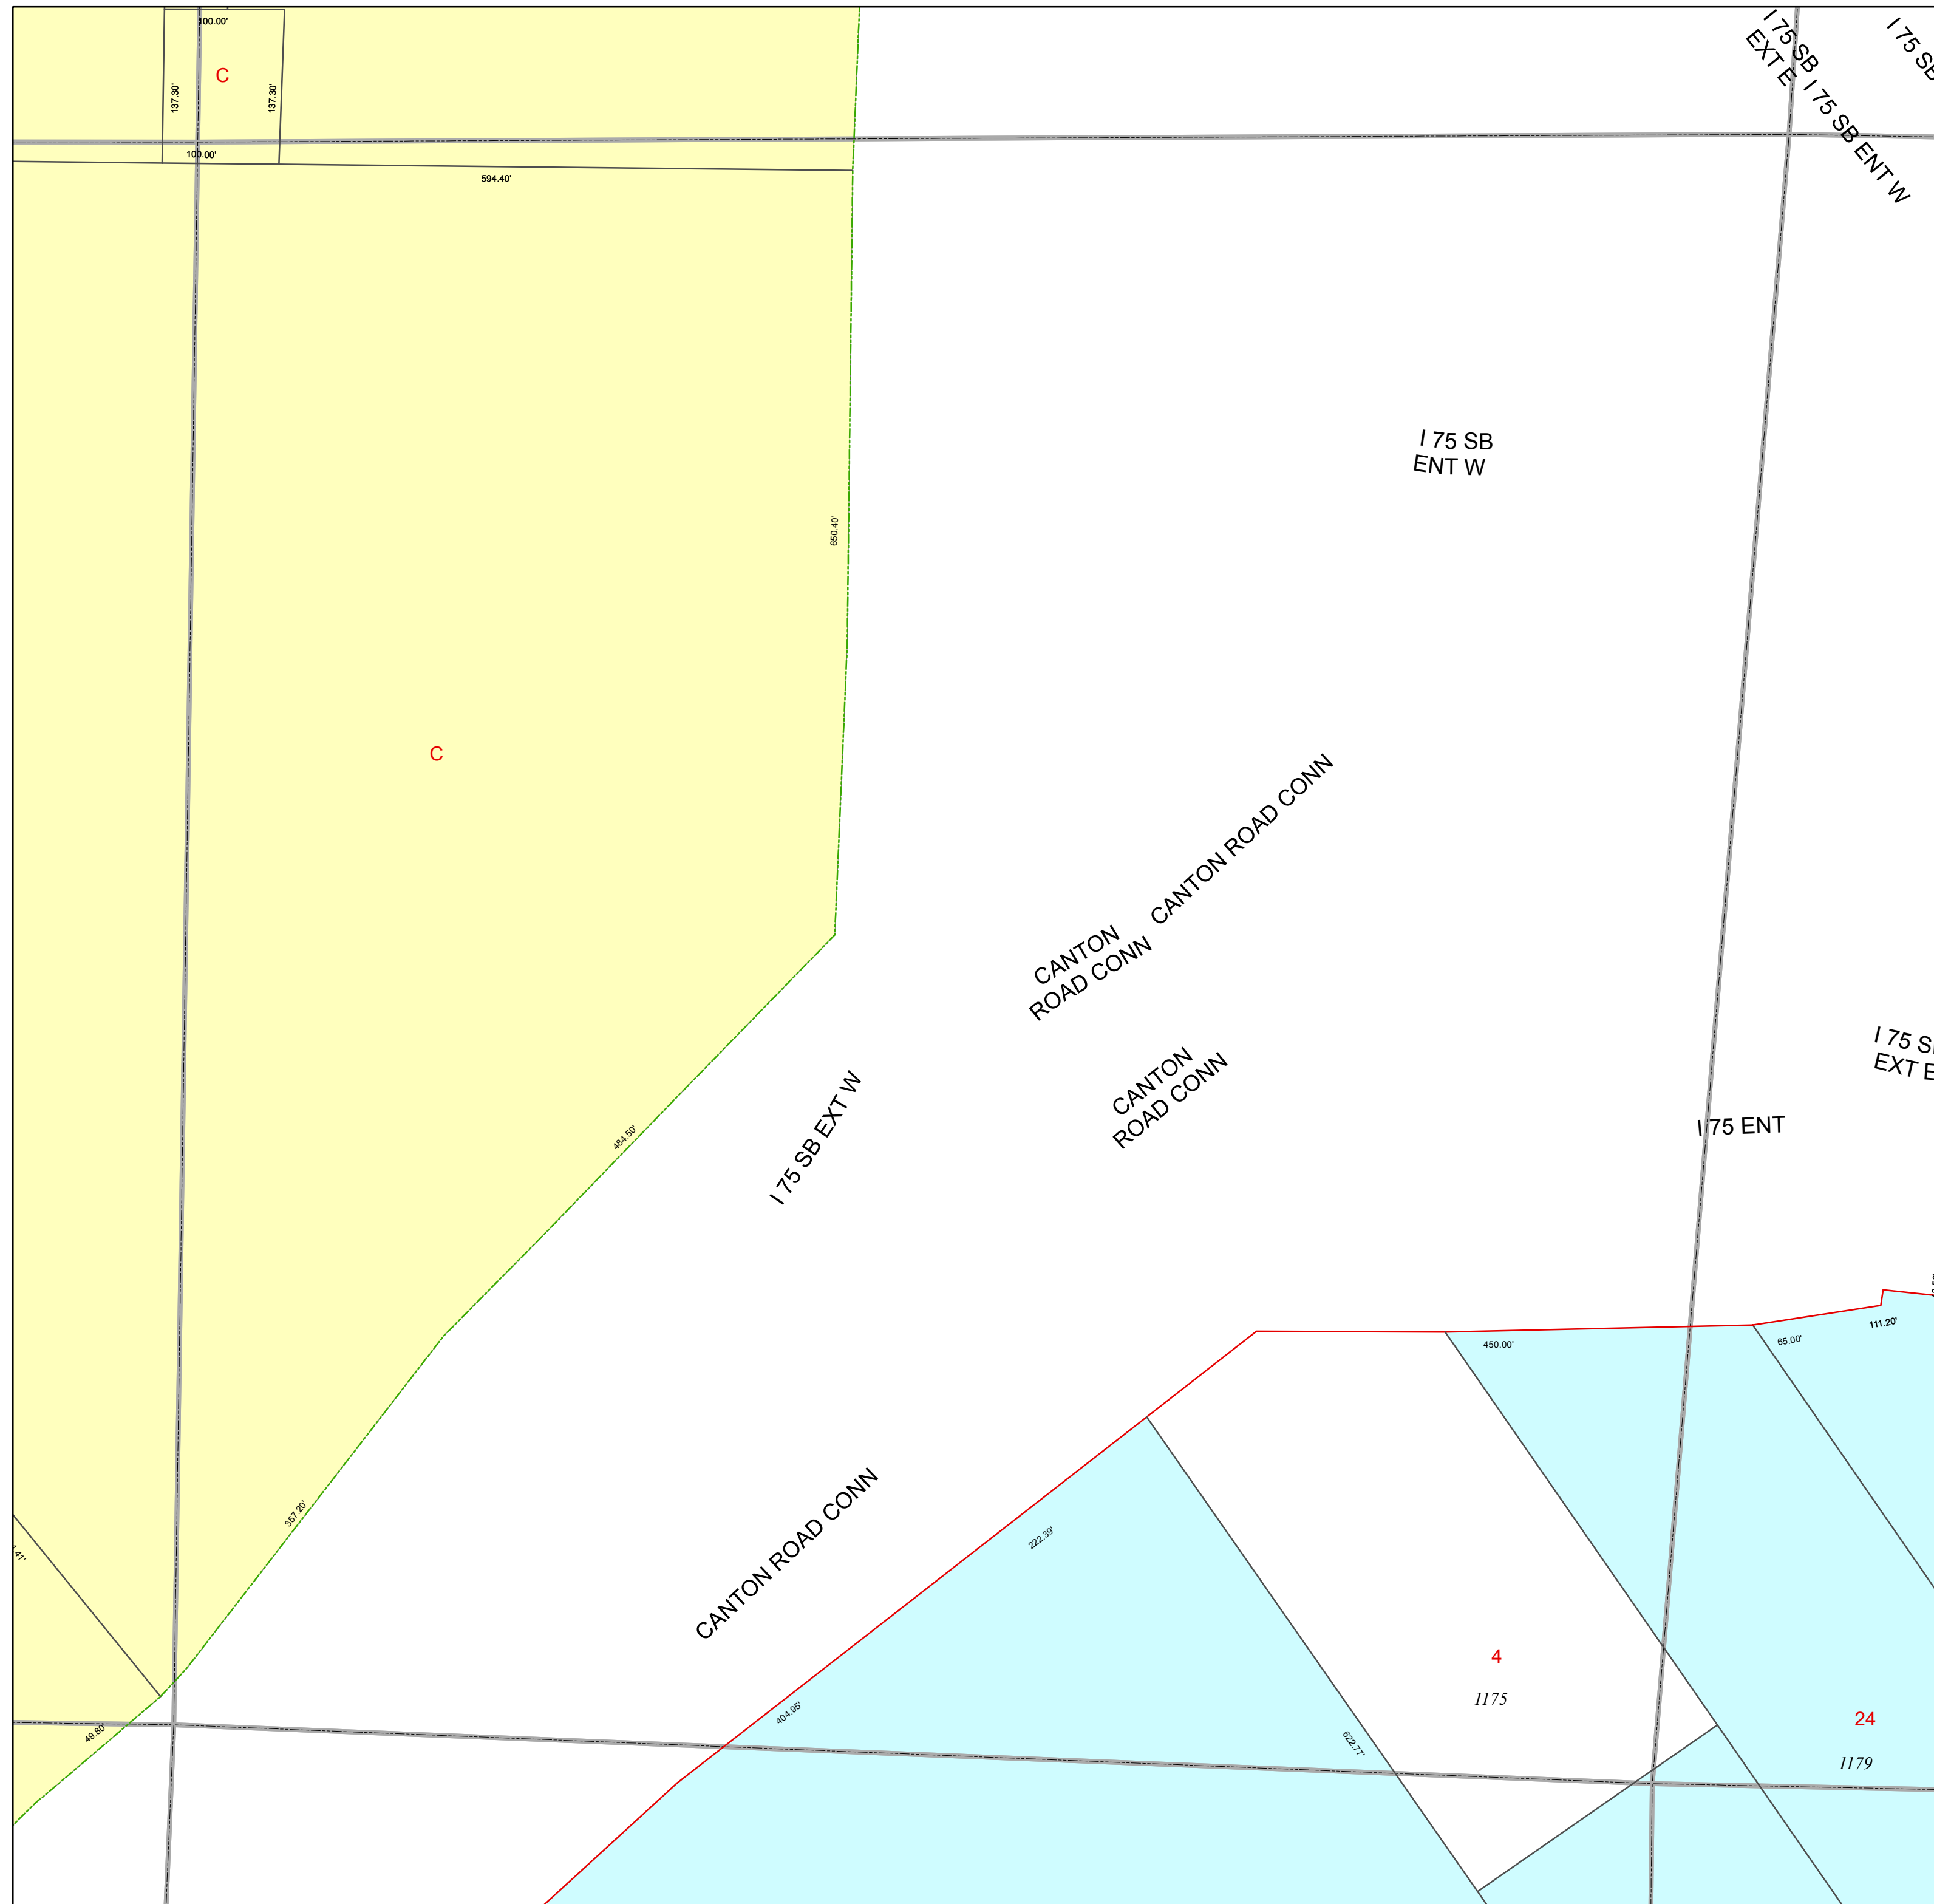 100.00'
C
137.30'
137.30'
100.00'
594.40'
I 75 SB
EXT E
I 75 SB ENT W
I 75 SB
I 75 SB
ENT W
650.40'
C
CANTON ROAD CONN
CANTON
ROAD CONN
CANTON
ROAD CONN
I 75 SB EXT W
484.50'
I 75 ENT
EXT E
450.00'
65.00'
111.20'
357.20'
222.39'
CANTON ROAD CONN
404.95'
622.77'
49.80'
4
1175
24
1179